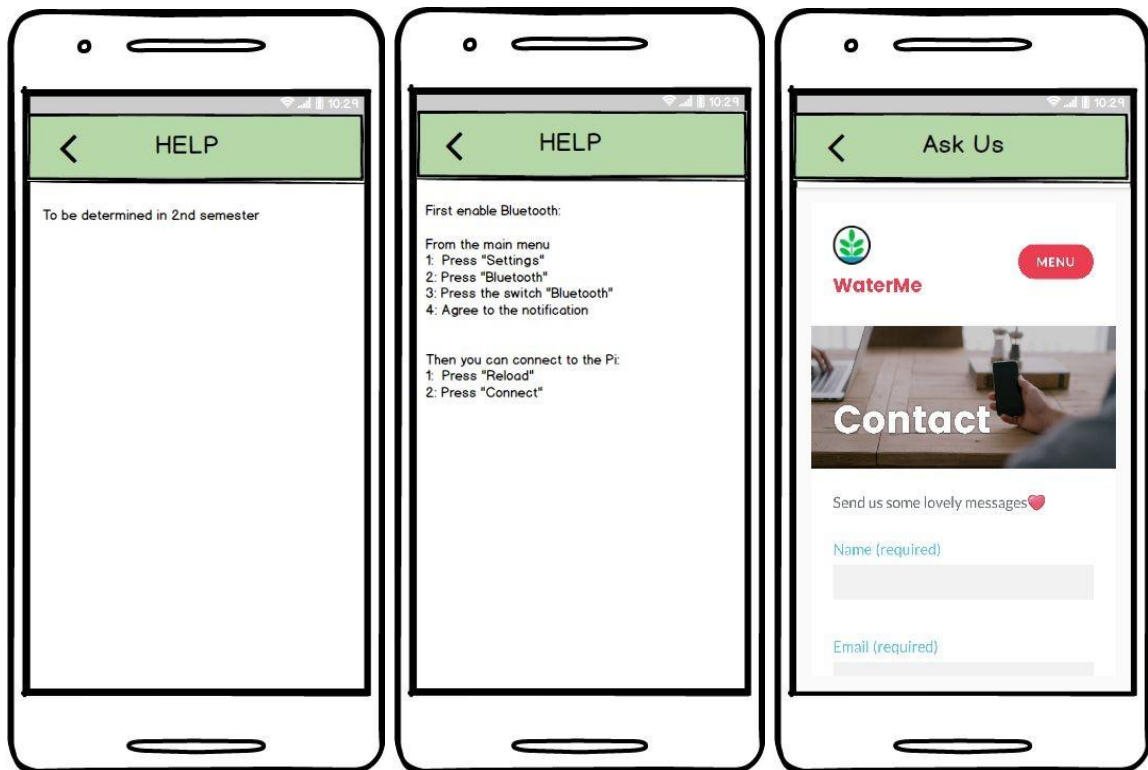 10:29
HELP
To be determined in 2nd semester
10:29
HELP
First enable Bluetooth:
From the main menu
1: Press "Settings"
2: Press "Bluetooth"
3: Press the switch "Bluetooth"
4: Agree to the notification
Then you can connect to the Pi:
1: Press "Reload"
2: Press "Connect"
10:29
Ask Us
WaterMe
MENU
Contact
Send us some lovely messages❤️
Name (required)
Email (required)